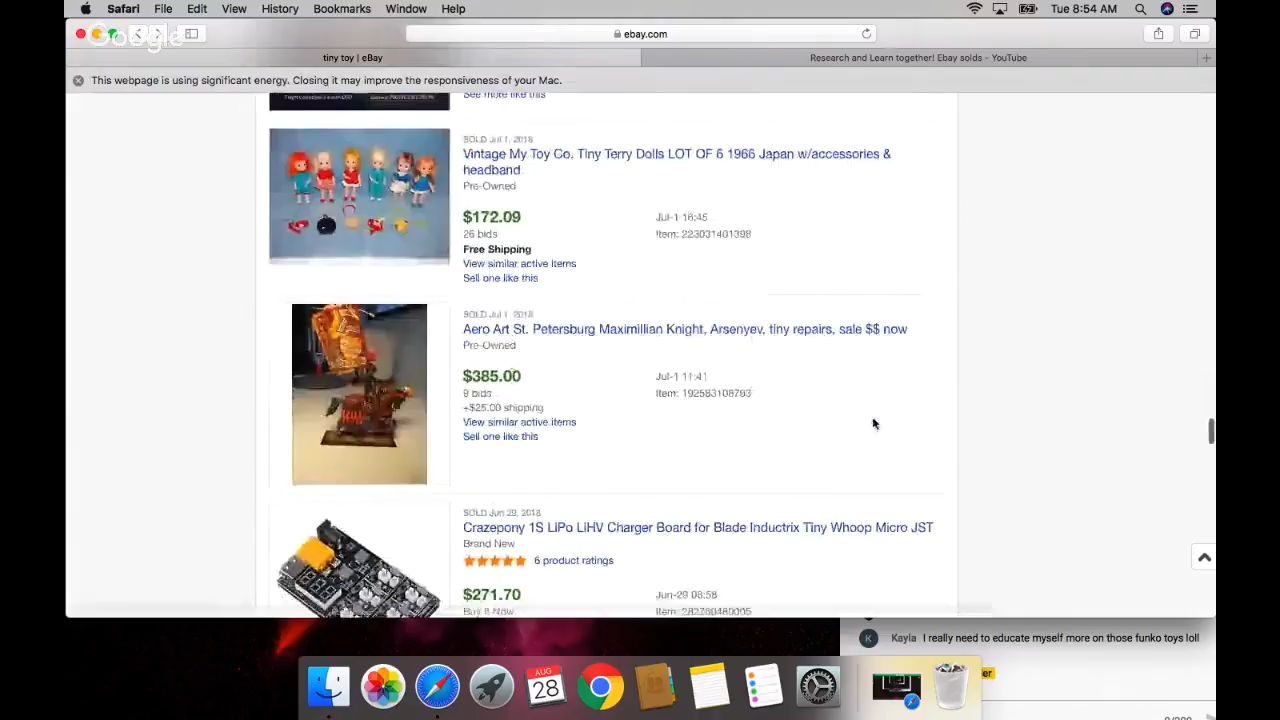 Safari File Edit View History Bookmarks Window Help Tue 8:54 AM
Google
ebay.com
tiny toy | eBay Research and Learn together! Ebay solds - YouTube
This webpage is using significant energy. Closing it may improve the responsiveness of your Mac.
See more like this
SOLD Jul 1, 2018
Vintage My Toy Co. Tiny Terry Dolls LOT OF 6 1966 Japan w/accessories &
headband
Pre-Owned
$172.09 Jul-1 16:45
26 bids Item: 223031401398
Free Shipping
View similar active items
Sell one like this
SOLD Jul 1, 2018
Aero Art St. Petersburg Maximillian Knight, Arsenyev, tiny repairs, sale $$ now
Pre-Owned
$385.00 Jul-1 11:41
9 bids Item: 192583108793
+$25.00 shipping
View similar active items
Sell one like this
SOLD Jun 29, 2018
Crazepony 1S LiPo LiHV Charger Board for Blade Inductrix Tiny Whoop Micro JST
Brand New
6 product ratings
$271.70 Jun-29 08:58
Buy It Now
K Kayla I really need to educate myself more on those funko toys loll
AUG
28